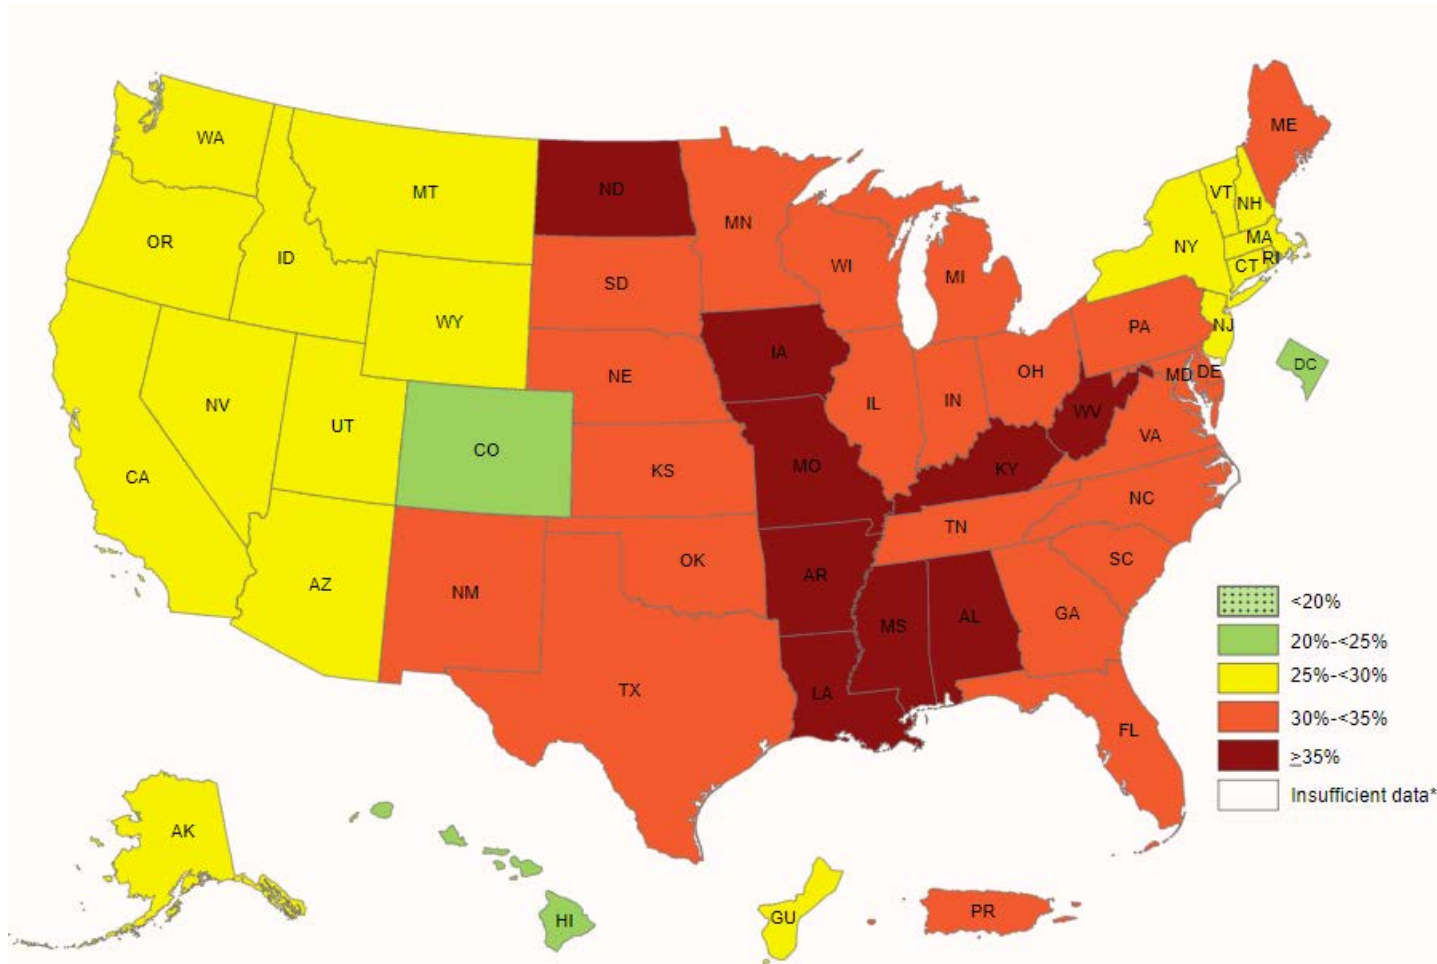 ME
WA
MT
ND
MN
VT
NH
OR
ID
SD
WI
MI
NY
MA
CT
RI
WY
IA
PA
NJ
NE
OH
MD
DE
DC
NV
UT
CO
IL
IN
WV
VA
CA
KS
MO
KY
NC
TN
AZ
NM
OK
AR
SC
MS
AL
GA
TX
LA
FL
<20%
20%-<25%
25%-<30%
30%-<35%
≥35%
Insufficient data*
AK
HI
GU
PR